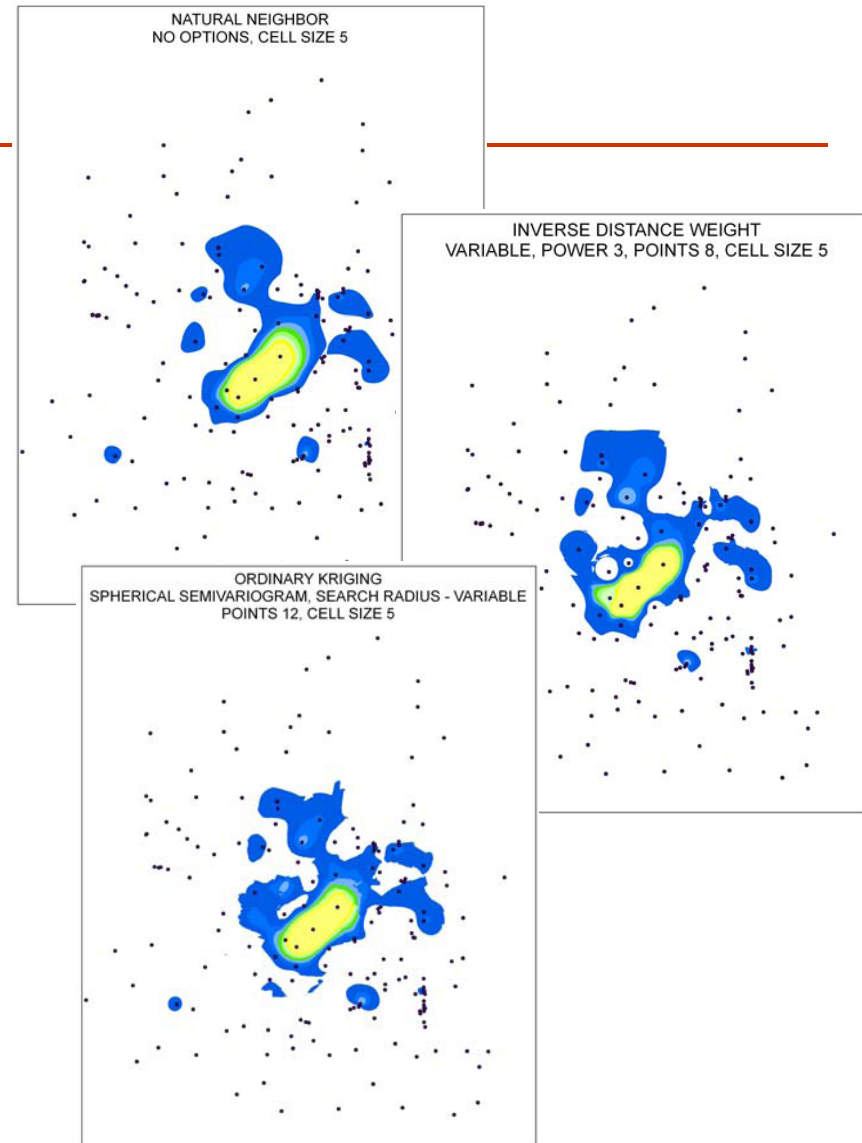 NATURAL NEIGHBOR
NO OPTIONS, CELL SIZE 5
INVERSE DISTANCE WEIGHT
VARIABLE, POWER 3, POINTS 8, CELL SIZE 5
ORDINARY KRIGING
SPHERICAL SEMIVARIOGRAM, SEARCH RADIUS - VARIABLE
POINTS 12, CELL SIZE 5